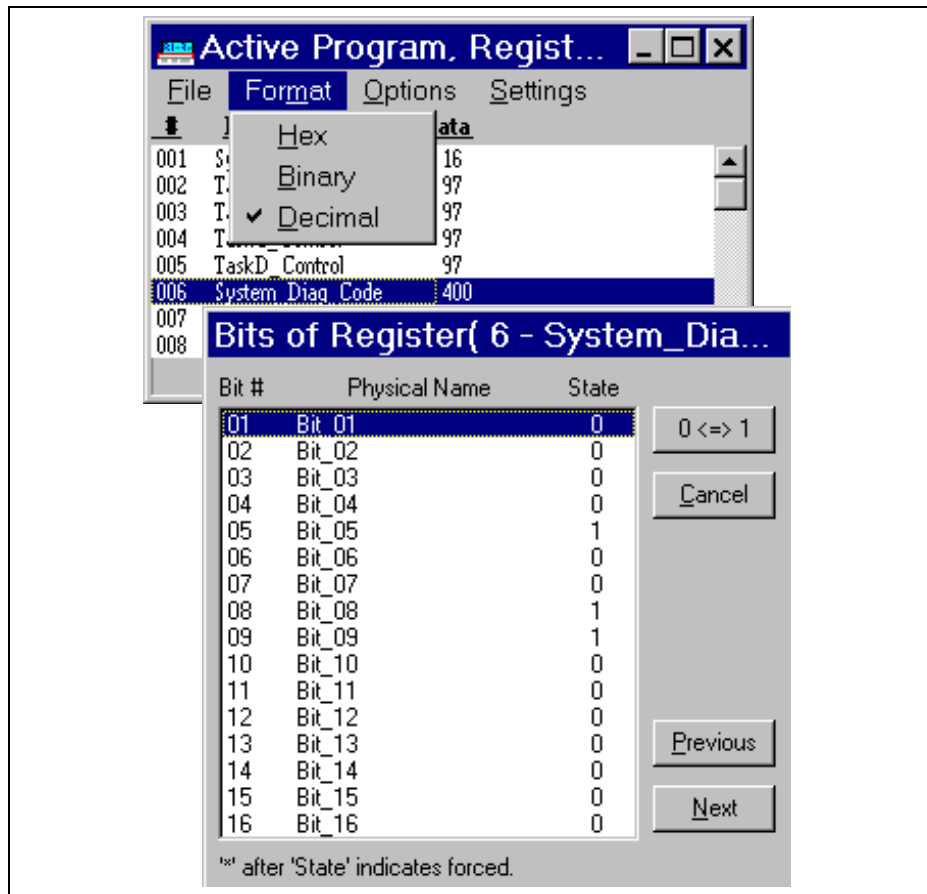 Active Program, Regist...
File Format Options Settings
Hex
Binary
Decimal
# ata
001 16
002 97
003 97
004 97
005 TaskD_Control 97
006 System_Diag_Code 400
007
008
Bits of Register( 6 - System_Dia...
Bit # Physical Name State
01 Bit_01 0
02 Bit_02 0
03 Bit_03 0
04 Bit_04 0
05 Bit_05 1
06 Bit_06 0
07 Bit_07 0
08 Bit_08 1
09 Bit_09 1
10 Bit_10 0
11 Bit_11 0
12 Bit_12 0
13 Bit_13 0
14 Bit_14 0
15 Bit_15 0
16 Bit_16 0
0 <=> 1
Cancel
Previous
Next
'*' after 'State' indicates forced.